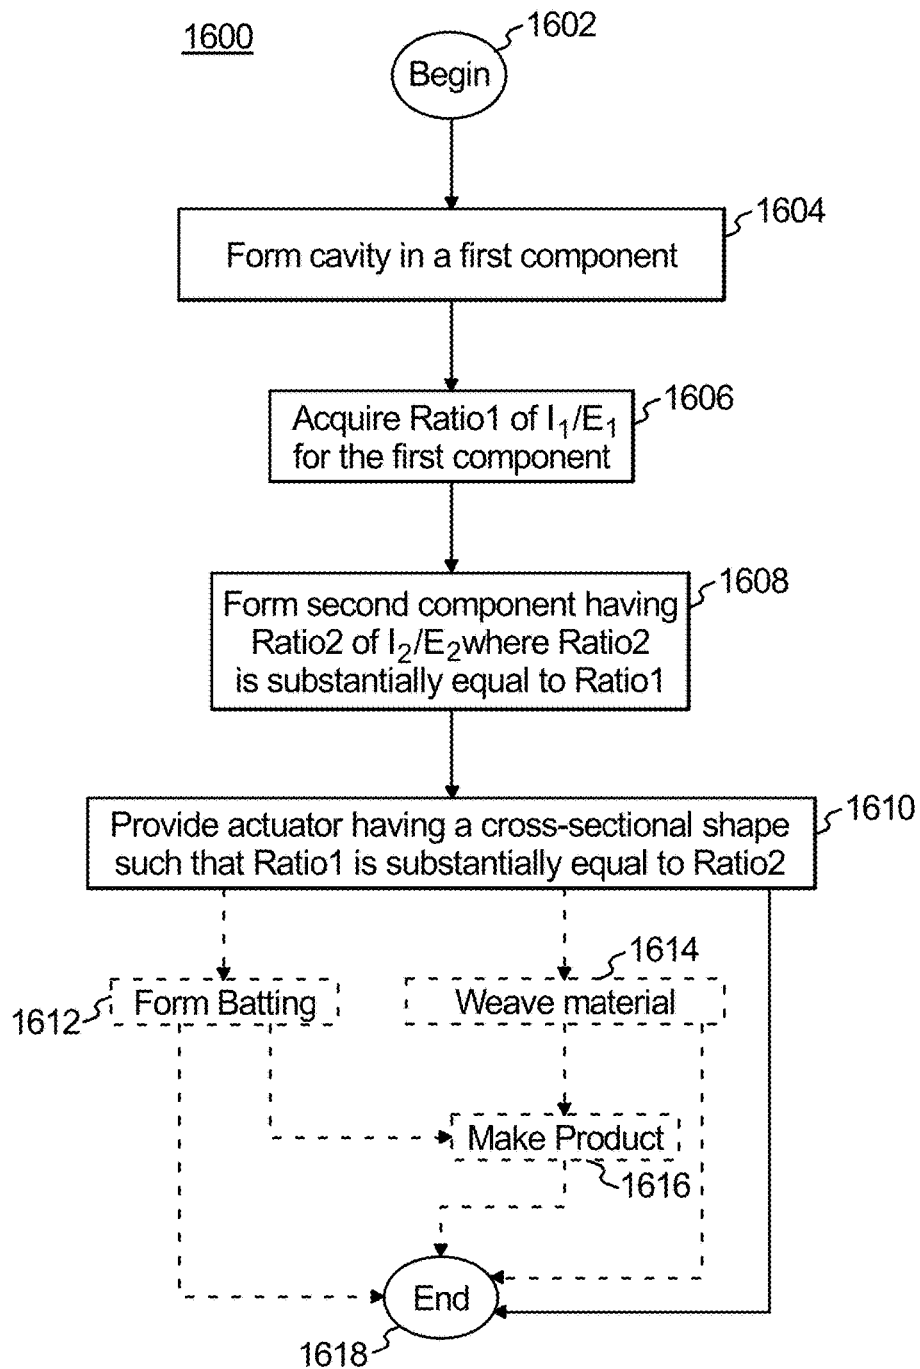 1600
1602
Begin
1604
Form cavity in a first component
1606
Acquire Ratio1 of I₁/E₁
for the first component
1608
Form second component having
Ratio2 of I₂/E₂ where Ratio2
is substantially equal to Ratio1
1610
Provide actuator having a cross-sectional shape
such that Ratio1 is substantially equal to Ratio2
1612
Form Batting
1614
Weave material
Make Product
1616
End
1618